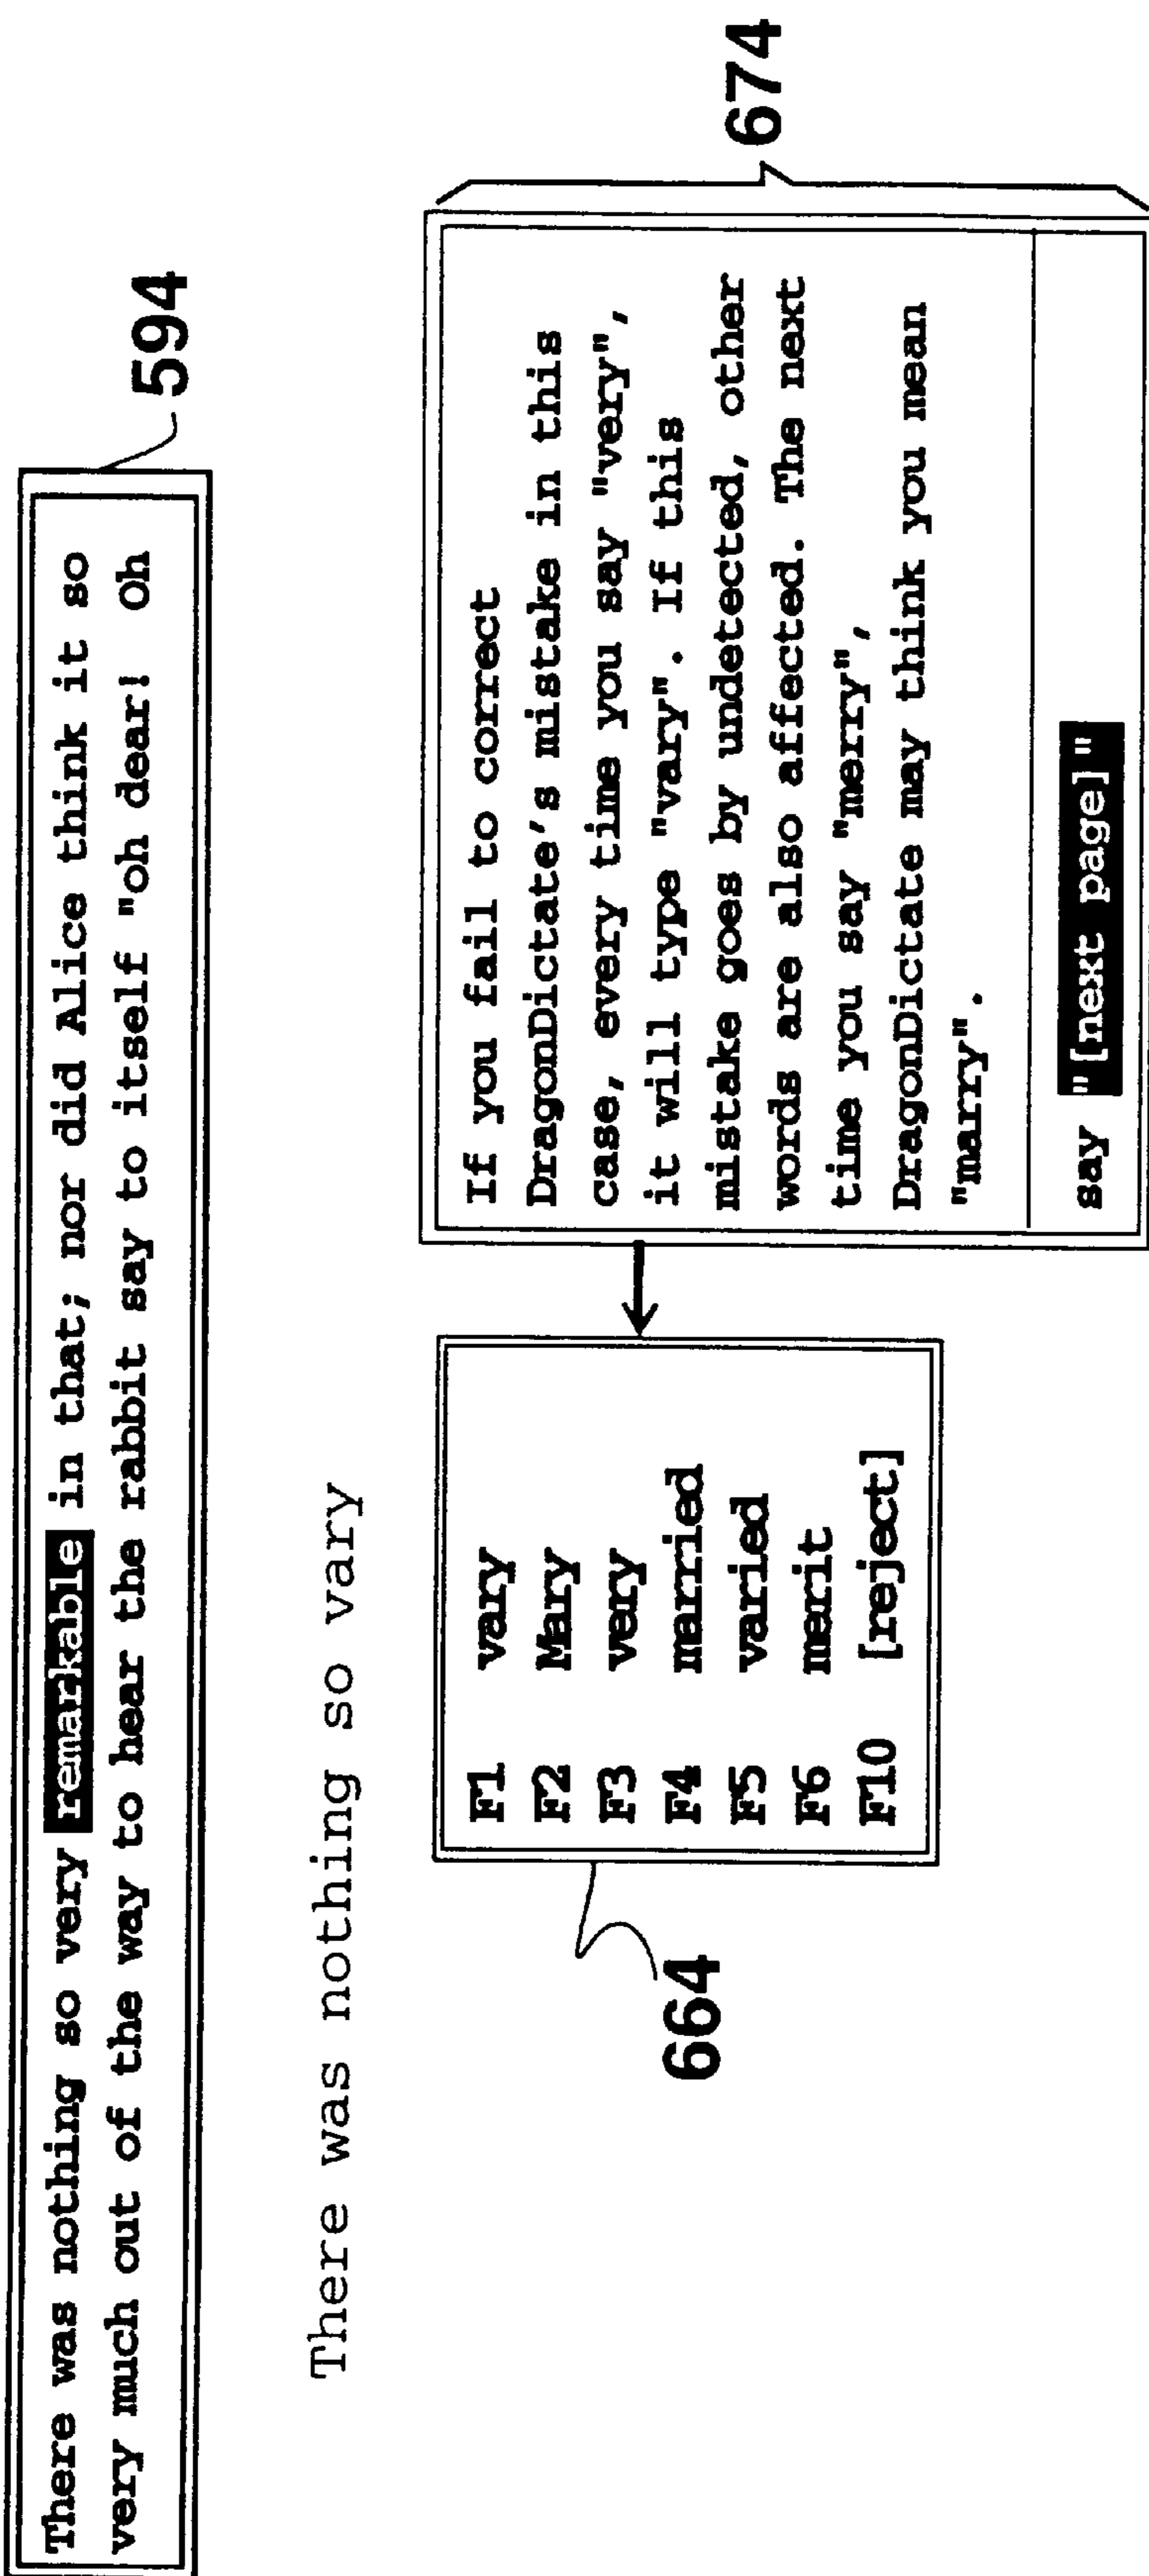 There was nothing so very remarkable in that; nor did Alice think it so
very much out of the way to hear the rabbit say to itself "oh dear! Oh
594
There was nothing so vary
664
F1 vary
F2 Mary
F3 very
F4 married
F5 varied
F6 merit
F10 [reject]
If you fail to correct
DragonDictate's mistake in this
case, every time you say "very",
it will type "vary". If this
mistake goes by undetected, other
words are also affected. The next
time you say "merry",
DragonDictate may think you mean
"marry".
say "[next page]"
674